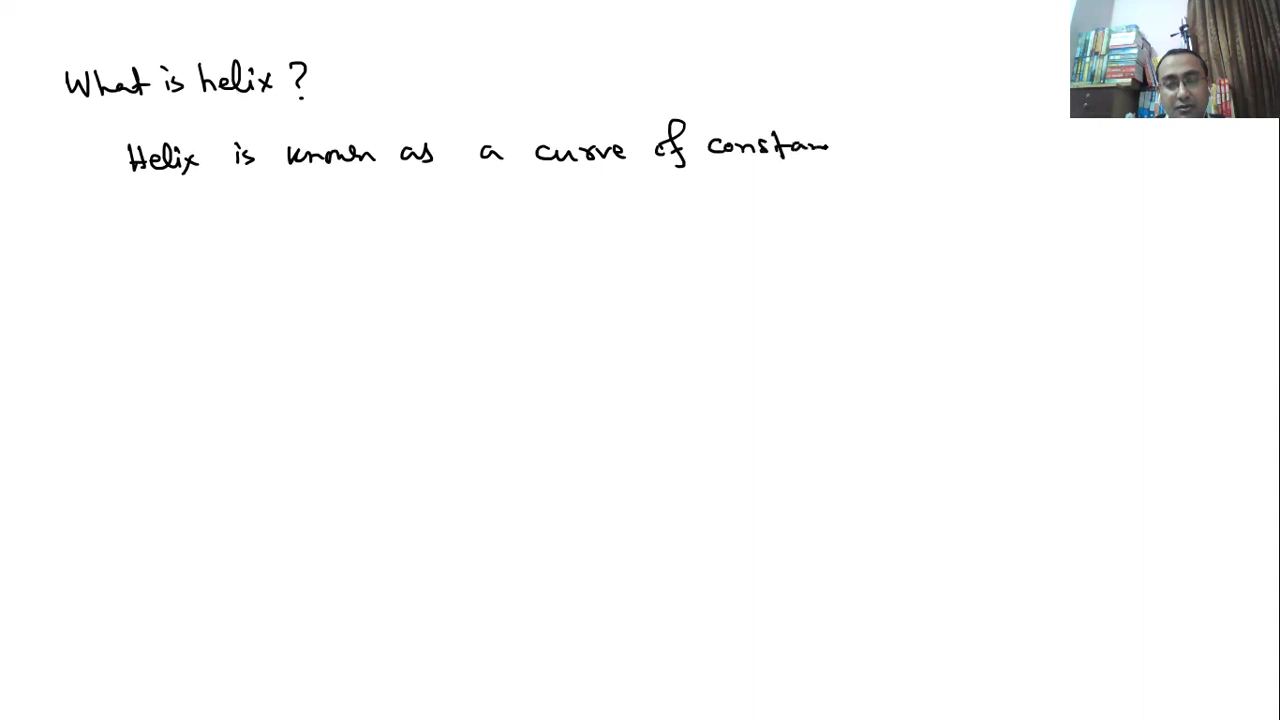 What is helix ?
Helix is known as a curve of constan